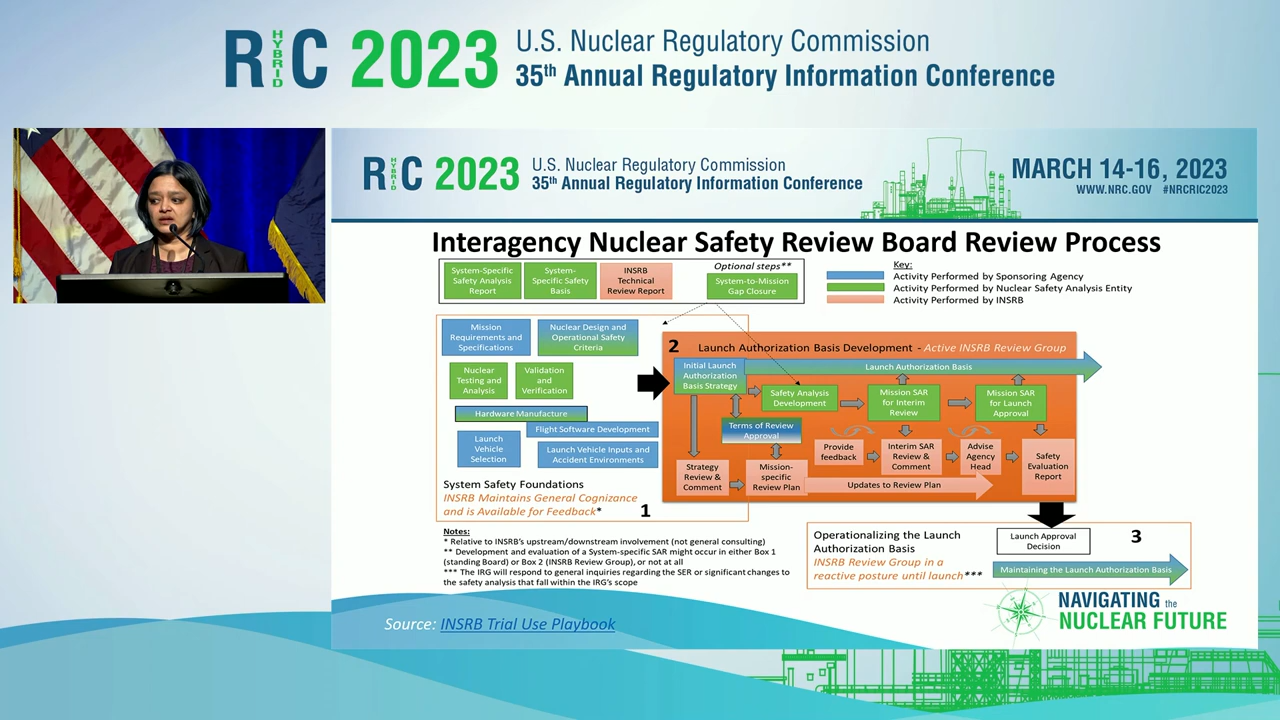 RIC 2023
HYBRID
U.S. Nuclear Regulatory Commission
35th Annual Regulatory Information Conference
RIC 2023
HYBRID
U.S. Nuclear Regulatory Commission
35th Annual Regulatory Information Conference
MARCH 14-16, 2023
WWW.NRC.GOV #NRCRIC2023
Interagency Nuclear Safety Review Board Review Process
System-Specific
Safety Analysis
Report
System-
Specific Safety
Basis
INSRB
Technical
Review Report
Optional steps**
System-to-Mission
Gap Closure
Key:
Activity Performed by Sponsoring Agency
Activity Performed by Nuclear Safety Analysis Entity
Activity Performed by INSRB
Mission
Requirements and
Specifications
Nuclear Design and
Operational Safety
Criteria
Nuclear
Testing and
Analysis
Validation
and
Verification
Hardware Manufacture
Flight Software Development
Launch
Vehicle
Selection
Launch Vehicle Inputs and
Accident Environments
System Safety Foundations
INSRB Maintains General Cognizance
and is Available for Feedback*
1
2
Launch Authorization Basis Development - Active INSRB Review Group
Initial Launch
Authorization
Basis Strategy
Launch Authorization Basis
Safety Analysis
Development
Mission SAR
for Interim
Review
Mission SAR
for Launch
Approval
Terms of Review
Approval
Provide
feedback
Interim SAR
Review &
Comment
Advise
Agency
Head
Safety
Evaluation
Report
Strategy
Review &
Comment
Mission-
specific
Review Plan
Updates to Review Plan
Notes:
* Relative to INSRB's upstream/downstream involvement (not general consulting)
** Development and evaluation of a System-specific SAR might occur in either Box 1
(standing Board) or Box 2 (INSRB Review Group), or not at all
*** The IRG will respond to general inquiries regarding the SER or significant changes to
the safety analysis that fall within the IRG's scope
Operationalizing the Launch
Authorization Basis
INSRB Review Group in a
reactive posture until launch***
Launch Approval
Decision
3
Maintaining the Launch Authorization Basis
Source: INSRB Trial Use Playbook
NAVIGATING the
NUCLEAR FUTURE